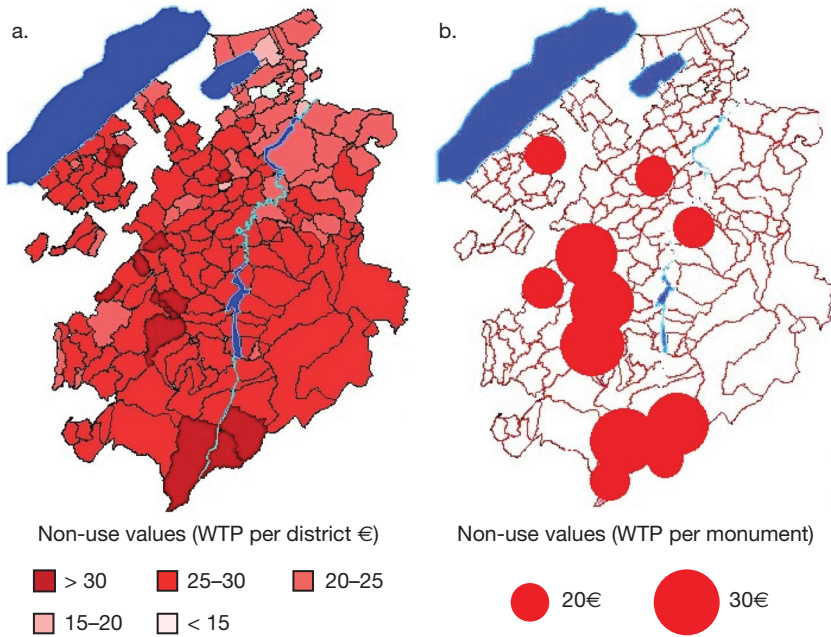 a.
b.
Non-use values (WTP per district €)
> 30
25–30
20–25
15–20
< 15
Non-use values (WTP per monument)
20€
30€